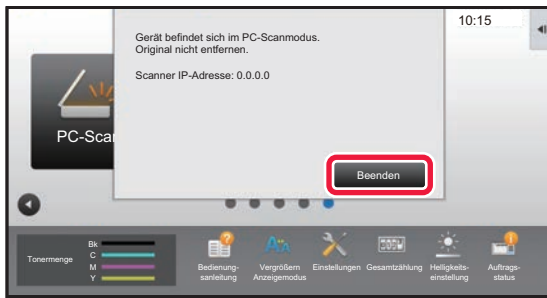 10:15
Gerät befindet sich im PC-Scanmodus.
Original nicht entfernen.
Scanner IP-Adresse: 0.0.0.0
PC-Scan
Beenden
Tonermenge
Bk
C
M
Y
Bedienung-
sanleitung
Vergrößern
Anzeigemodus
Einstellungen
Gesamtzählung
Helligkeits-
einstellung
Auftrags-
status